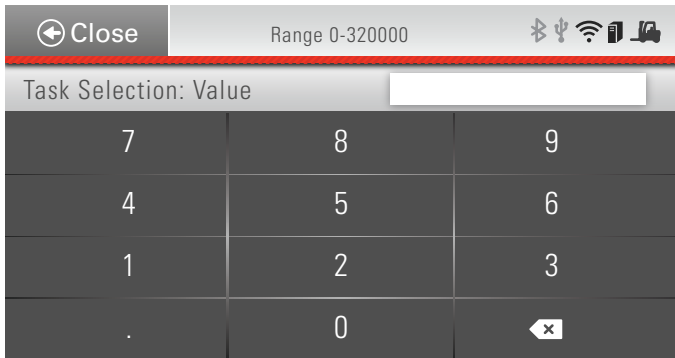 Close
Range 0-320000
Task Selection: Value
7 8 9
4 5 6
1 2 3
. 0